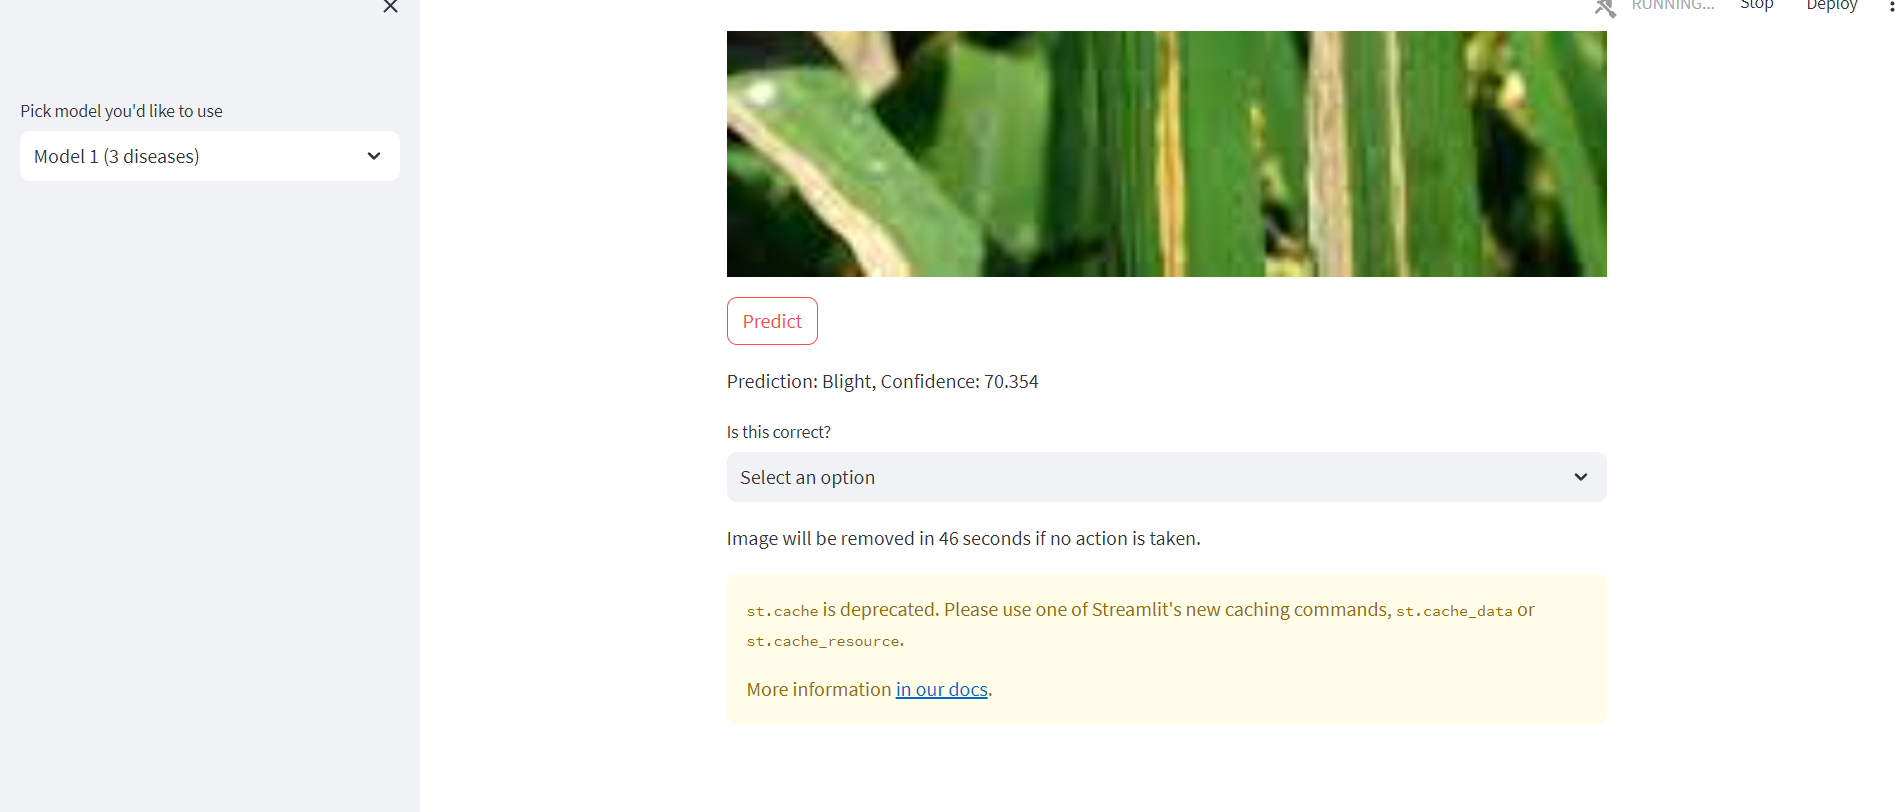 RUNNING... Stop Deploy
Pick model you'd like to use
Model 1 (3 diseases)
Predict
Prediction: Blight, Confidence: 70.354
Is this correct?
Select an option
Image will be removed in 46 seconds if no action is taken.
st.cache is deprecated. Please use one of Streamlit's new caching commands, st.cache_data or
st.cache_resource.
More information in our docs.